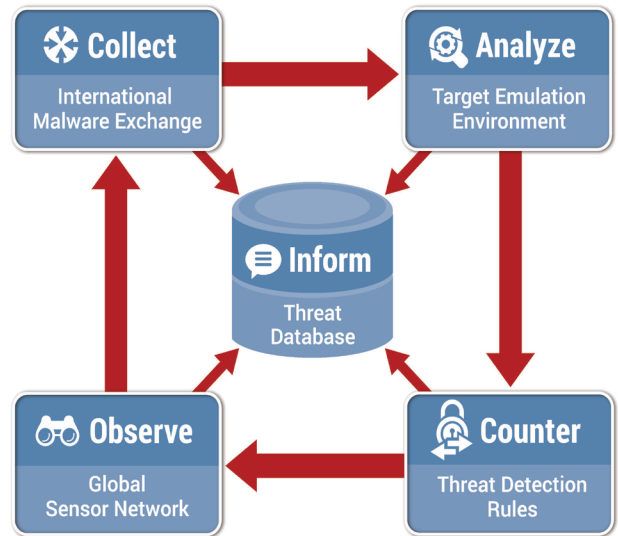 Collect
International
Malware Exchange
Analyze
Target Emulation
Environment
Inform
Threat
Database
Observe
Global
Sensor Network
Counter
Threat Detection
Rules